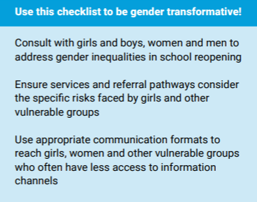 Use this checklist to be gender transformative!
Consult with girls and boys, women and men to
address gender inequalities in school reopening
Ensure services and referral pathways consider
the specific risks faced by girls and other
vulnerable groups
Use appropriate communication formats to
reach girls, women and other vulnerable groups
who often have less access to information
channels